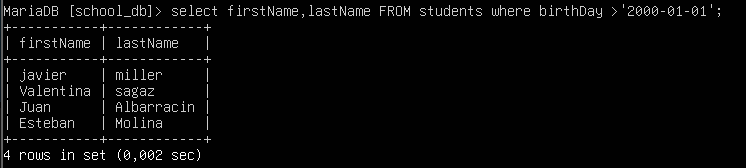 MariaDB [school_db]> select firstName,lastName FROM students where birthDay >'2000-01-01';
+-----------+------------+
| firstName | lastName   |
+-----------+------------+
| javier    | miller     |
| Valentina | sagaz      |
| Juan      | Albarracin |
| Esteban   | Molina     |
+-----------+------------+
4 rows in set (0,002 sec)